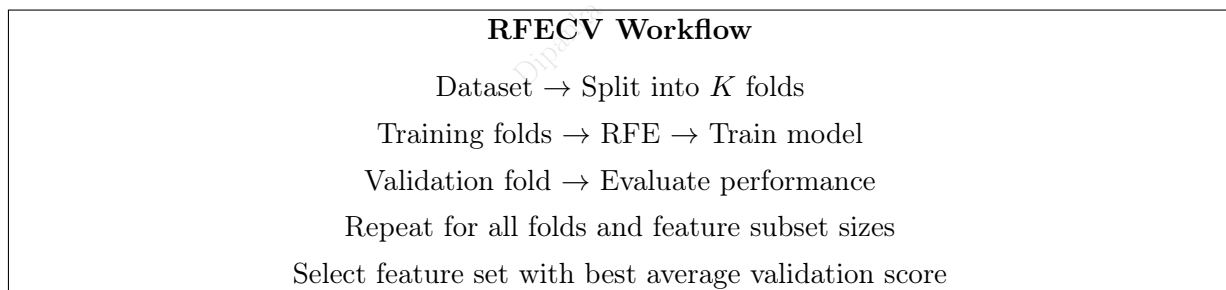 RFECV Workflow
Dataset → Split into K folds
Training folds → RFE → Train model
Validation fold → Evaluate performance
Repeat for all folds and feature subset sizes
Select feature set with best average validation score